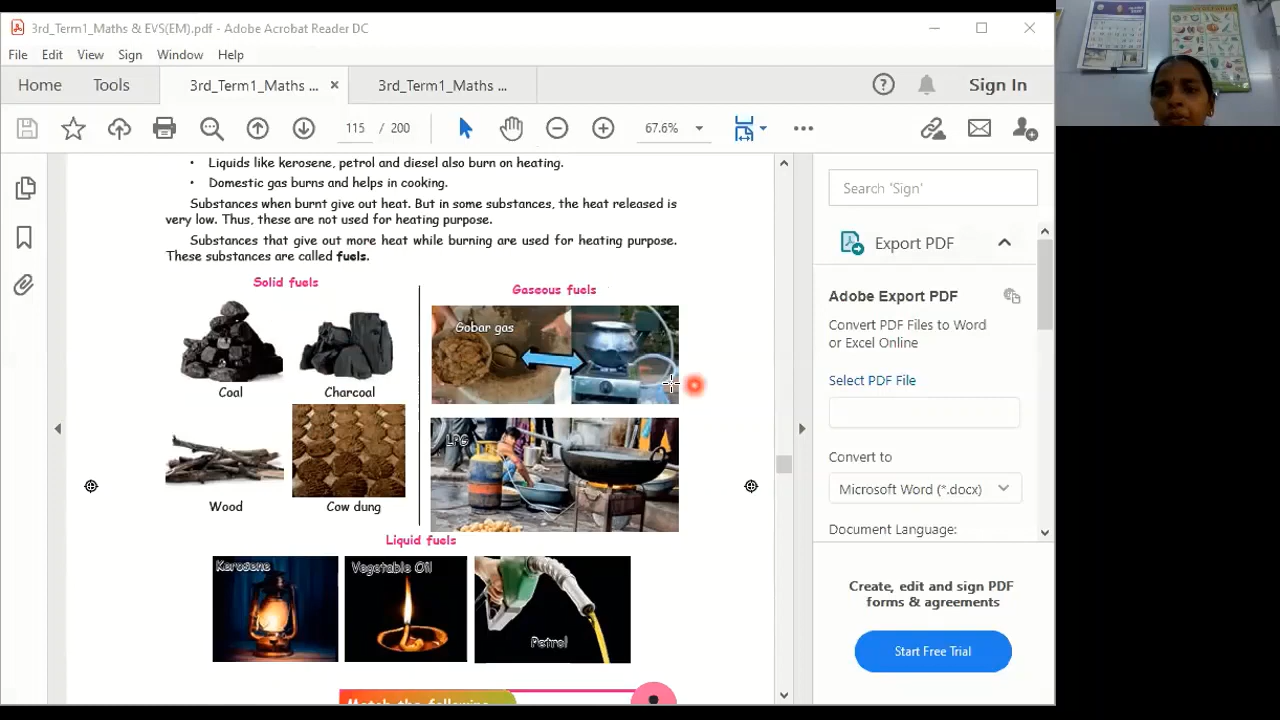 3rd_Term1_Maths & EVS(EM).pdf - Adobe Acrobat Reader DC
File Edit View Sign Window Help
Home Tools 3rd_Term1_Maths ... × 3rd_Term1_Maths ... Sign In
115 / 200 67.6%
• Liquids like kerosene, petrol and diesel also burn on heating.
• Domestic gas burns and helps in cooking.
Substances when burnt give out heat. But in some substances, the heat released is
very low. Thus, these are not used for heating purpose.
Substances that give out more heat while burning are used for heating purpose.
These substances are called fuels.
Solid fuels
Coal Charcoal
Wood Cow dung
Gaseous fuels
Gobar gas
LPG
Liquid fuels
Kerosene Vegetable Oil Petrol
Match the following
Search 'Sign'
Export PDF
Adobe Export PDF
Convert PDF Files to Word
or Excel Online
Select PDF File
Convert to
Microsoft Word (*.docx)
Document Language:
Create, edit and sign PDF
forms & agreements
Start Free Trial